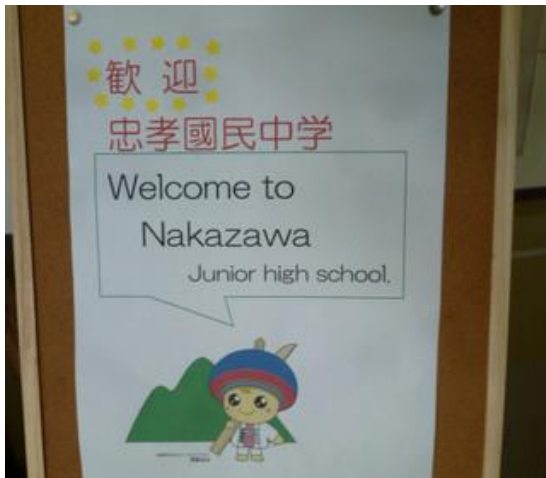 歓迎
忠孝國民中学
Welcome to
Nakazawa
Junior high school.